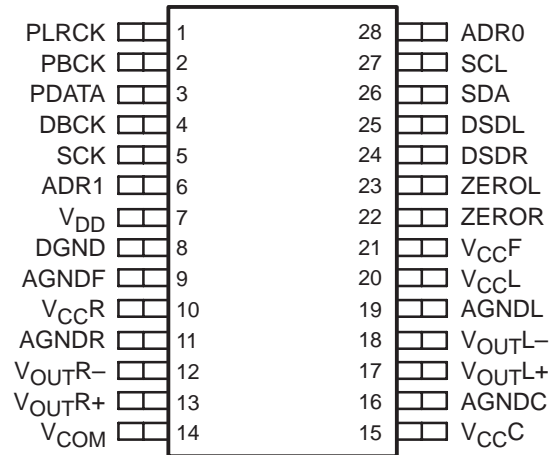 PLRCK 1 28 ADR0
PBCK 2 27 SCL
PDATA 3 26 SDA
DBCK 4 25 DSDL
SCK 5 24 DSDR
ADR1 6 23 ZEROL
VDD 7 22 ZEROR
DGND 8 21 VCCF
AGNDF 9 20 VCCL
VCCR 10 19 AGNDL
AGNDR 11 18 VOUTL–
VOUTR– 12 17 VOUTL+
VOUTR+ 13 16 AGNDC
VCOM 14 15 VCCC